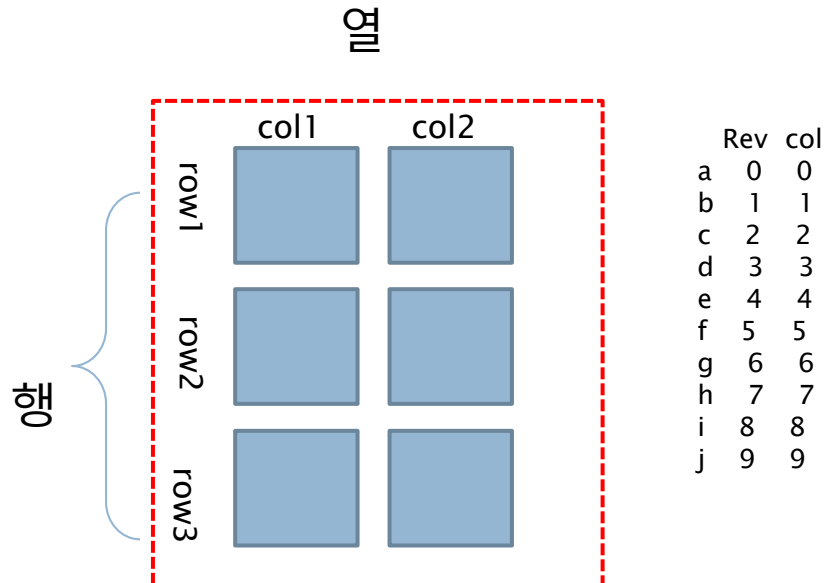 열
col1 col2
row1
row2
row3
행
Rev col
a 0 0
b 1 1
c 2 2
d 3 3
e 4 4
f 5 5
g 6 6
h 7 7
i 8 8
j 9 9